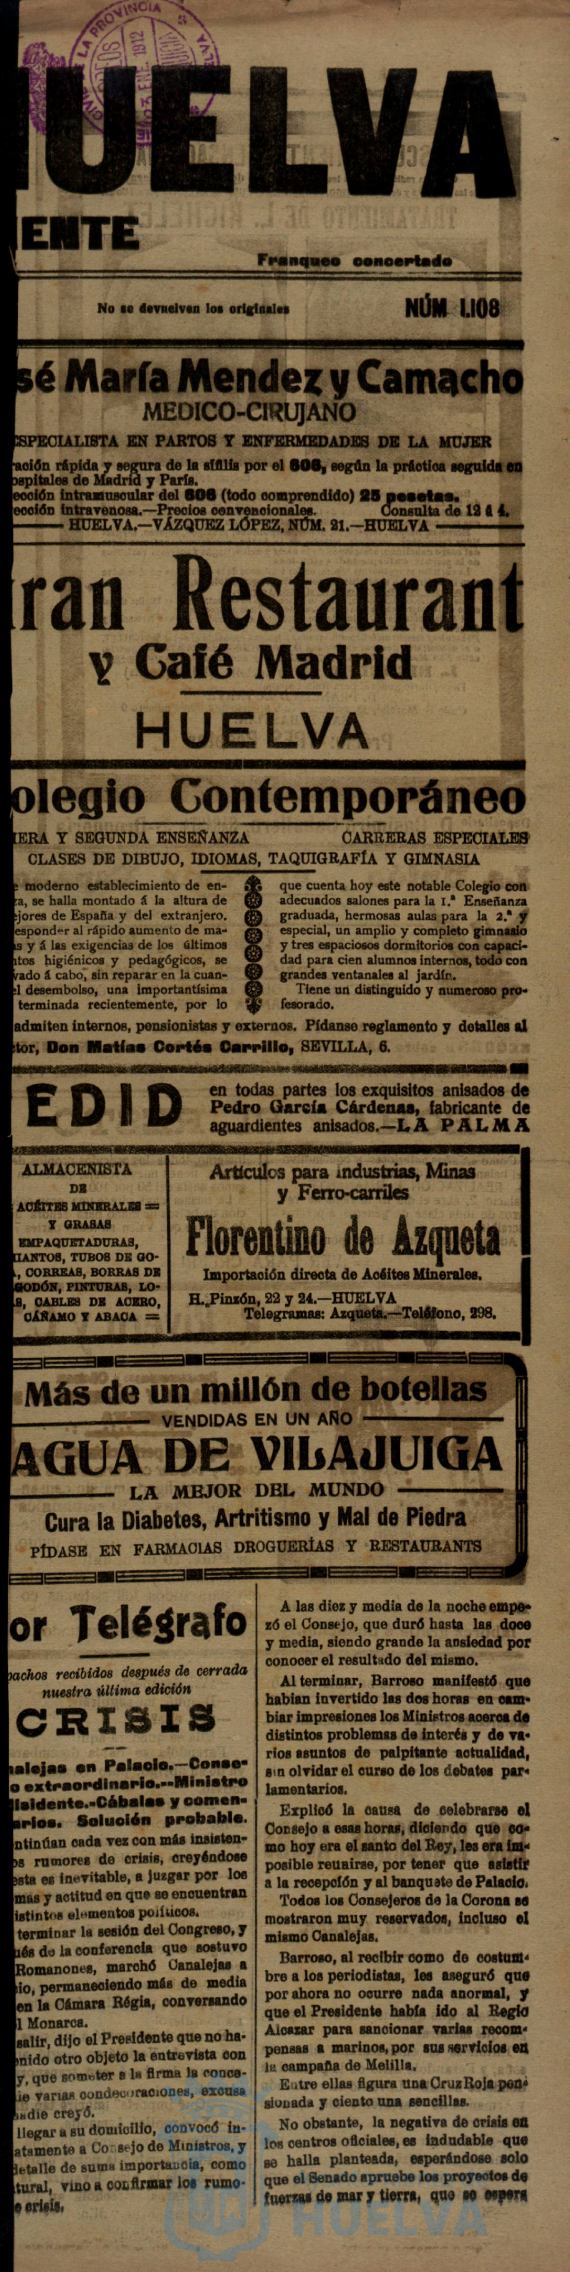 HUELVA
ENTE
Franqueo concertado
No se devuelven los originales
NÚM 1.108
sé María Mendez y Camacho
MEDICO-CIRUJANO
ESPECIALISTA EN PARTOS Y ENFERMEDADES DE LA MUJER
ración rápida y segura de la sífilis por el 606, según la práctica seguida en
ospitales de Madrid y París.
ección intramuscular del 606 (todo comprendido) 25 pesetas.
ección intravenosa.—Precios convencionales. Consulta de 12 á 4.
HUELVA.—VÁZQUEZ LÓPEZ, NÚM. 21.—HUELVA
ran Restaurant
y Café Madrid
HUELVA
olegio Contemporáneo
IERA Y SEGUNDA ENSEÑANZA CARRERAS ESPECIALES
CLASES DE DIBUJO, IDIOMAS, TAQUIGRAFÍA Y GIMNASIA
e moderno establecimiento de en-
za, se halla montado á la altura de
jores de España y del extranjero.
esponder al rápido aumento de ma-
as y á las exigencias de los últimos
ntos higiénicos y pedagógicos, se
vado á cabo, sin reparar en la cuan-
el desembolso, una importantísima
terminada recientemente, por lo
que cuenta hoy este notable Colegio con
adecuados salones para la 1.ª Enseñanza
graduada, hermosas aulas para la 2.ª y
especial, un amplio y completo gimnasio
y tres espaciosos dormitorios con capaci-
dad para cien alumnos internos, todo con
grandes ventanales al jardín.
Tiene un distinguido y numeroso pro-
fesorado.
admiten internos, pensionistas y externos. Pídanse reglamento y detalles al
ctor, Don Matías Cortés Carrillo, SEVILLA, 6.
EDID
en todas partes los exquisitos anisados de
Pedro García Cárdenas, fabricante de
aguardientes anisados.—LA PALMA
ALMACENISTA
DE
ACÉITES MINERALES
Y GRASAS
EMPAQUETADURAS,
IANTOS, TUBOS DE GO-
, CORREAS, BORRAS DE
GODÓN, PINTURAS, LO-
S, CABLES DE ACERO,
CÁÑAMO Y ABACA
Artículos para industrias, Minas
y Ferro-carriles
Florentino de Azqueta
Importación directa de Acéites Minerales.
H. Pinzón, 22 y 24.—HUELVA
Telegramas: Azqueta.—Teléfono, 298.
Más de un millón de botellas
VENDIDAS EN UN AÑO
AGUA DE VILAJUIGA
LA MEJOR DEL MUNDO
Cura la Diabetes, Artritismo y Mal de Piedra
PÍDASE EN FARMACIAS DROGUERÍAS Y RESTAURANTS
or Telégrafo
pachos recibidos después de cerrada
nuestra última edición
CRISIS
nalejas en Palacio.—Conse-
o extraordinario.--Ministro
disidente.-Cábalas y comen-
arios. Solución probable.
ntinúan cada vez con más insisten-
os rumores de crisis, creyéndose
esta es inevitable, a juzgar por los
mas y actitud en que se encuentran
istintos elementos políticos.
terminar la sesión del Congreso, y
ués de la conferencia que sostuvo
Romanones, marchó Canalejas a
io, permaneciendo más de media
en la Cámara Régia, conversando
l Monarca.
salir, dijo el Presidente que no ha-
enido otro objeto la entrevista con
y, que someter a la firma la conce-
de varias condecoraciones, excusa
nadie creyó.
llegar a su domicilio, convocó in-
atamente a Consejo de Ministros, y
detalle de suma importancia, como
tural, vino a confirmar los rumo-
e crisis.
A las diez y media de la noche empe-
zó el Consejo, que duró hasta las doce
y media, siendo grande la ansiedad por
conocer el resultado del mismo.
Al terminar, Barroso manifestó que
habían invertido las dos horas en cam-
biar impresiones los Ministros acerca de
distintos problemas de interés y de va-
rios asuntos de palpitante actualidad,
sin olvidar el curso de los debates par-
lamentarios.
Explicó la causa de celebrarse el
Consejo a esas horas, diciendo que co-
mo hoy era el santo del Rey, les era im-
posible reunirse, por tener que asistir
a la recepción y al banquete de Palacio.
Todos los Consejeros de la Corona se
mostraron muy reservados, incluso el
mismo Canalejas.
Barroso, al recibir como de costum-
bre a los periodistas, les aseguró que
por ahora no ocurre nada anormal, y
que el Presidente había ido al Regio
Alcazar para sancionar varias recom-
pensas a marinos, por sus servicios en
la campaña de Melilla.
Entre ellas figura una Cruz Roja pen-
sionada y ciento una sencillas.
No obstante, la negativa de crisis en
los centros oficiales, es indudable que
se halla planteada, esperándose solo
que el Senado apruebe los proyectos de
fuerzas de mar y tierra, que se espera
HUELVA